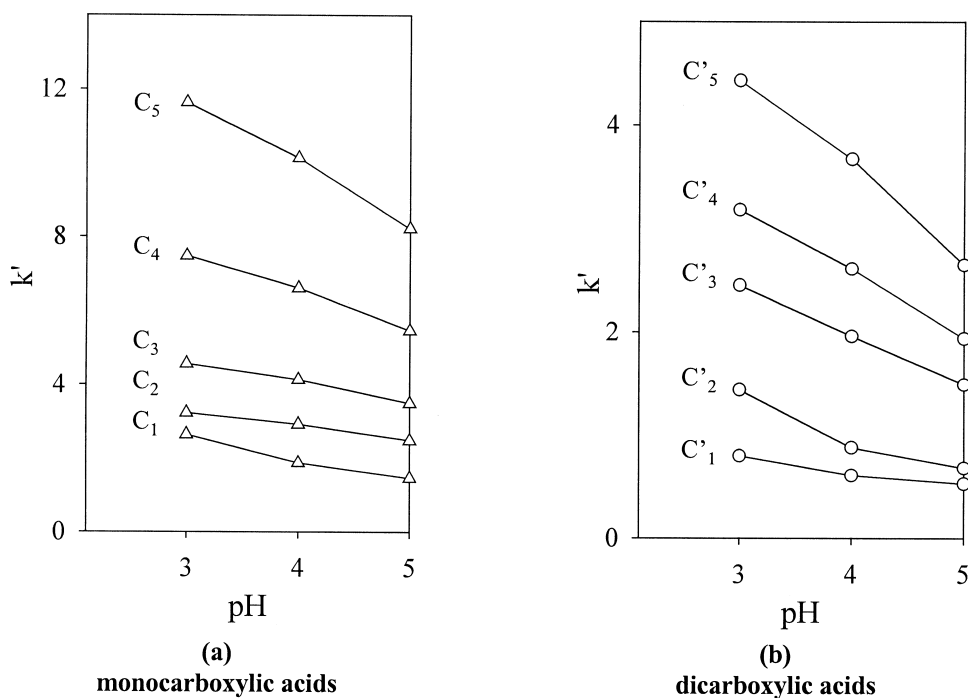 12
8
4
0
k'
C5
C4
C3
C2
C1
3 4 5
pH
(a)
monocarboxylic acids
4
2
0
k'
C’5
C’4
C’3
C’2
C’1
3 4 5
pH
(b)
dicarboxylic acids